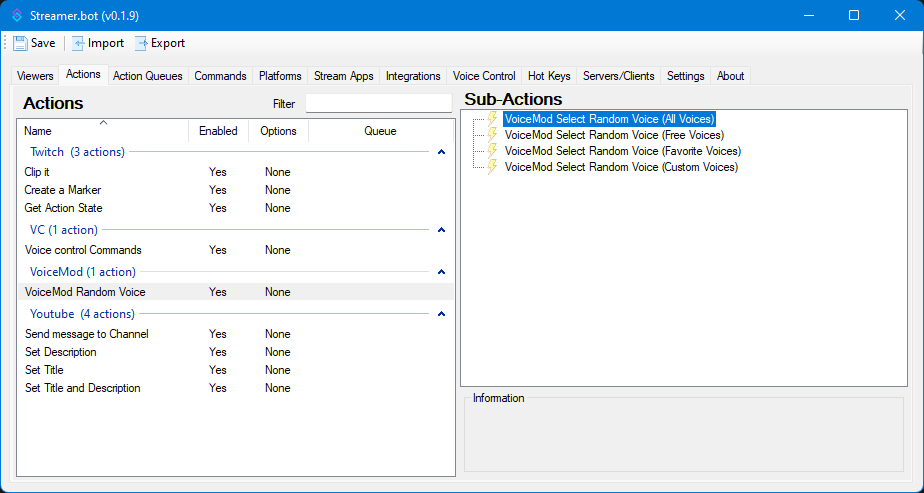 Streamer.bot (v0.1.9)
Save Import Export
Viewers Actions Action Queues Commands Platforms Stream Apps Integrations Voice Control Hot Keys Servers/Clients Settings About
Actions Filter
Name Enabled Options Queue
Twitch (3 actions)
Clip it Yes None
Create a Marker Yes None
Get Action State Yes None
VC (1 action)
Voice control Commands Yes None
VoiceMod (1 action)
VoiceMod Random Voice Yes None
Youtube (4 actions)
Send message to Channel Yes None
Set Description Yes None
Set Title Yes None
Set Title and Description Yes None
Sub-Actions
VoiceMod Select Random Voice (All Voices)
VoiceMod Select Random Voice (Free Voices)
VoiceMod Select Random Voice (Favorite Voices)
VoiceMod Select Random Voice (Custom Voices)
Information